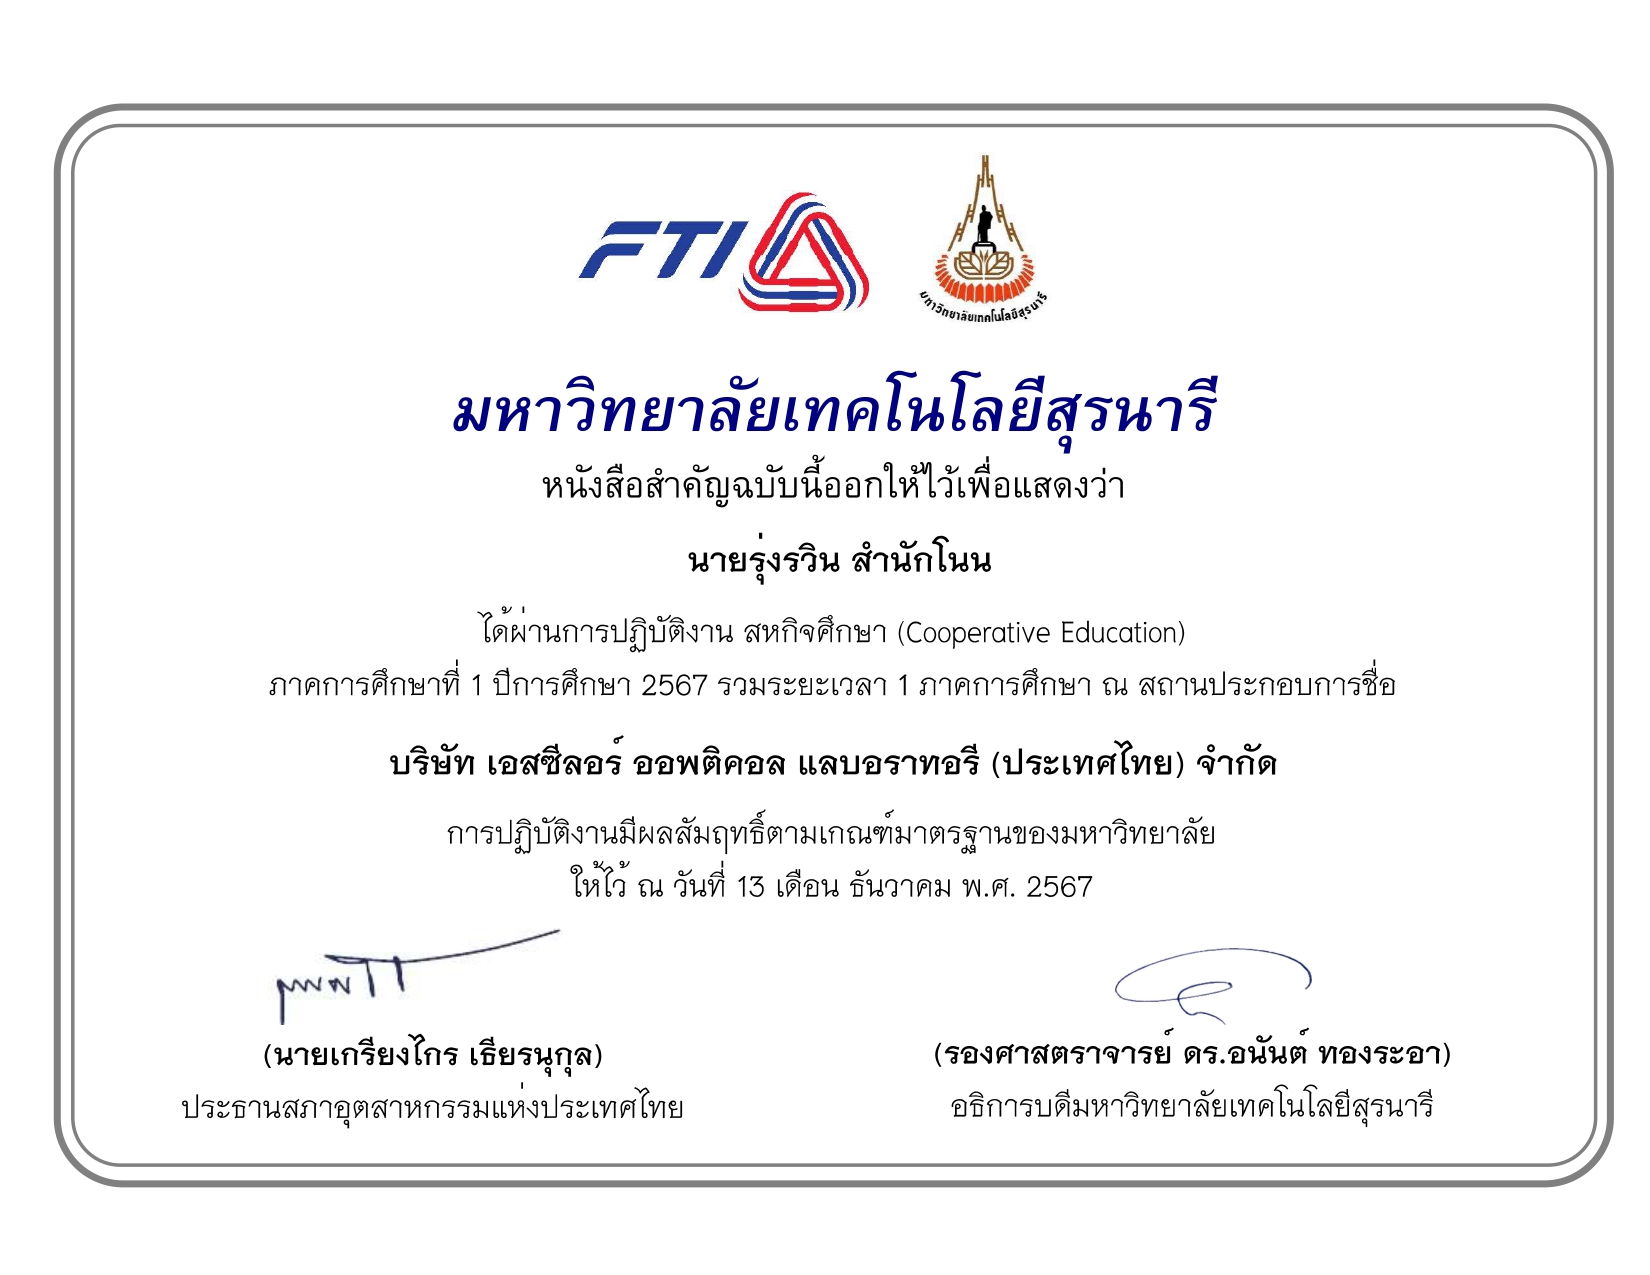 FTI
มหาวิทยาลัยเทคโนโลยีสุรนารี
มหาวิทยาลัยเทคโนโลยีสุรนารี
หนังสือสำคัญฉบับนี้ออกให้ไว้เพื่อแสดงว่า
นายรุ่งรวิน สำนักโนน
ได้ผ่านการปฏิบัติงาน สหกิจศึกษา (Cooperative Education)
ภาคการศึกษาที่ 1 ปีการศึกษา 2567 รวมระยะเวลา 1 ภาคการศึกษา ณ สถานประกอบการชื่อ
บริษัท เอสซีลอร์ ออพติคอล แลบอราทอรี (ประเทศไทย) จำกัด
การปฏิบัติงานมีผลสัมฤทธิ์ตามเกณฑ์มาตรฐานของมหาวิทยาลัย
ให้ไว้ ณ วันที่ 13 เดือน ธันวาคม พ.ศ. 2567
(นายเกรียงไกร เธียรนุกุล)
ประธานสภาอุตสาหกรรมแห่งประเทศไทย
(รองศาสตราจารย์ ดร.อนันต์ ทองระอา)
อธิการบดีมหาวิทยาลัยเทคโนโลยีสุรนารี